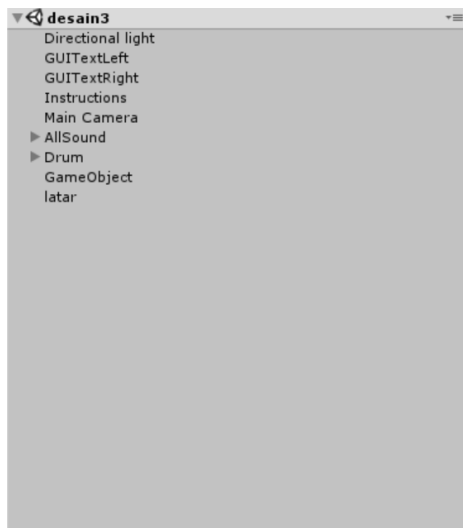 desain3
Directional light
GUITextLeft
GUITextRight
Instructions
Main Camera
AllSound
Drum
GameObject
latar